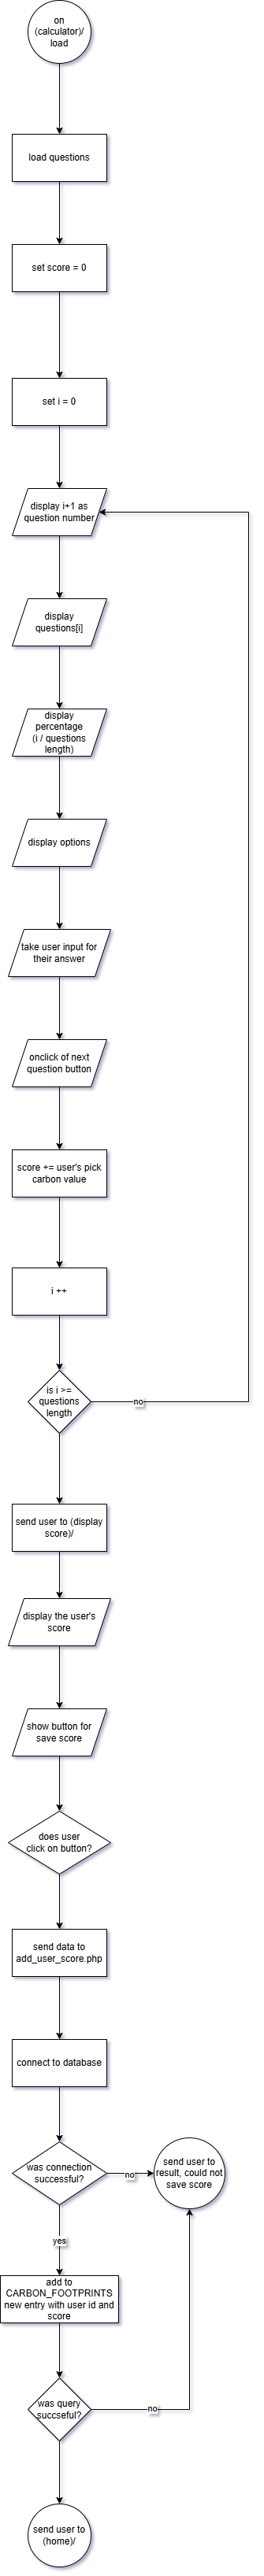 on
(calculator)/
load
load questions
set score = 0
set i = 0
display i+1 as
question number
display
questions[i]
display
percentage
(i / questions
length)
display options
take user input for
their answer
onclick of next
question button
score += user's pick
carbon value
i ++
is i >=
questions
length
no
send user to (display
score)/
display the user's
score
show button for
save score
does user
click on button?
send data to
add_user_score.php
connect to database
was connection
successful?
no
send user to
result, could not
save score
yes
add to
CARBON_FOOTPRINTS
new entry with user id and
score
was query
succseful?
no
send user to
(home)/